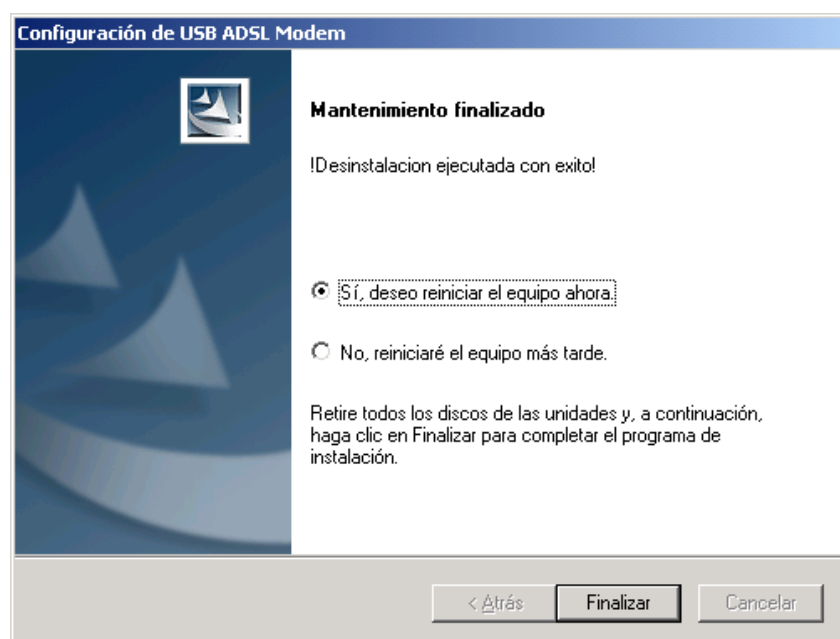 Configuración de USB ADSL Modem
Mantenimiento finalizado
!Desinstalacion ejecutada con exito!
Sí, deseo reiniciar el equipo ahora.
No, reiniciaré el equipo más tarde.
Retire todos los discos de las unidades y, a continuación,
haga clic en Finalizar para completar el programa de
instalación.
< Atrás Finalizar Cancelar